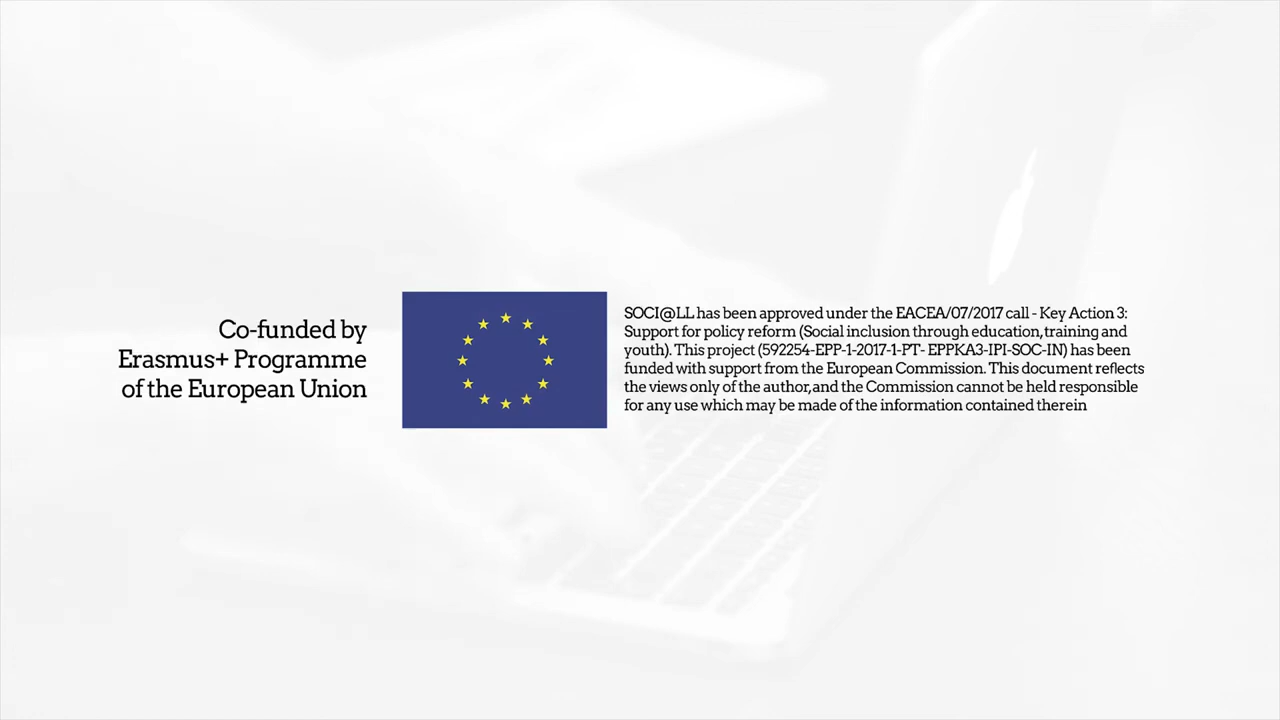 Co-funded by
Erasmus+ Programme
of the European Union
SOCI@LL has been approved under the EACEA/07/2017 call - Key Action 3:
Support for policy reform (Social inclusion through education, training and
youth). This project (592254-EPP-1-2017-1-PT- EPPKA3-IPI-SOC-IN) has been
funded with support from the European Commission. This document reflects
the views only of the author, and the Commission cannot be held responsible
for any use which may be made of the information contained therein